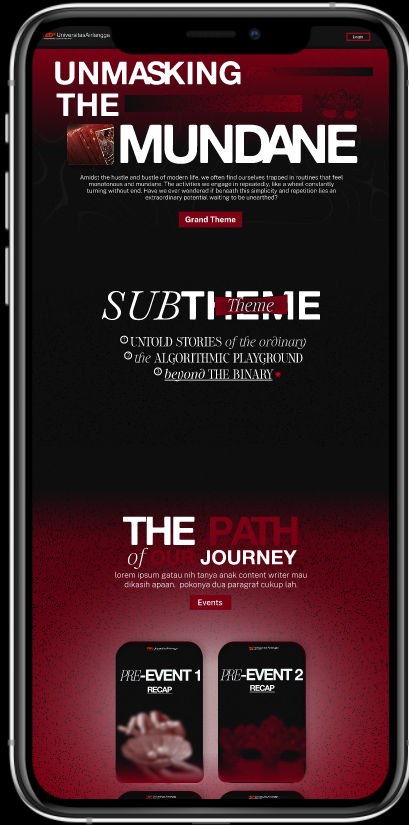 UniversitasAirlangga
Login
UNMASKING
THE
MUNDANE
Amidst the hustle and bustle of modern life, we often find ourselves trapped in routines that feel
monotonous and mundane. The activities we engage in repeatedly, like a wheel constantly
turning without end. Have we ever wondered if beneath this simplicity and repetition lies an
extraordinary potential waiting to be unearthed?
Grand Theme
SUBTHEME
Theme
1 UNTOLD STORIES of the ordinary
2 the ALGORITHMIC PLAYGROUND
3 beyond THE BINARY
THE PATH
of OUR JOURNEY
lorem ipsum gatau nih tanya anak content writer mau
dikasih apaan. pokonya dua paragraf cukup lah.
Events
PRE-EVENT 1
RECAP
PRE-EVENT 2
RECAP